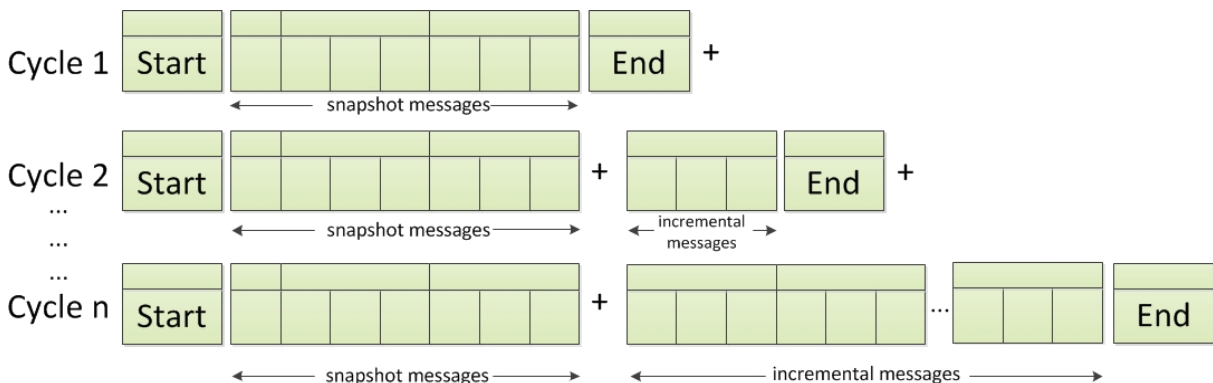 Cycle 1 Start End +
snapshot messages
Cycle 2 Start + End +
...
snapshot messages
incremental
messages
...
...
Cycle n Start + ... End
snapshot messages
incremental messages